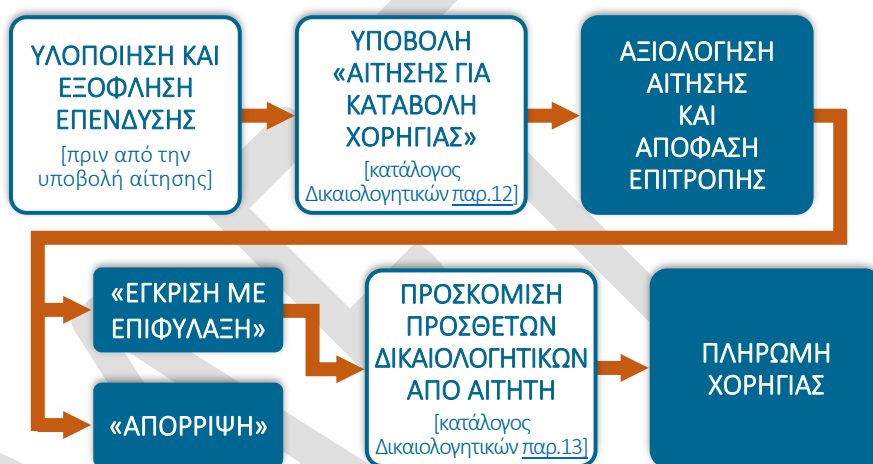 ΥΛΟΠΟΙΗΣΗ ΚΑΙ
ΕΞΟΦΛΗΣΗ
ΕΠΕΝΔΥΣΗΣ
[πριν από την
υποβολή αίτησης]
ΥΠΟΒΟΛΗ
«ΑΙΤΗΣΗΣ ΓΙΑ
ΚΑΤΑΒΟΛΗ
ΧΟΡΗΓΙΑΣ»
[κατάλογος
Δικαιολογητικών παρ.12]
ΑΞΙΟΛΟΓΗΣΗ
ΑΙΤΗΣΗΣ
ΚΑΙ
ΑΠΟΦΑΣΗ
ΕΠΙΤΡΟΠΗΣ
«ΕΓΚΡΙΣΗ ΜΕ
ΕΠΙΦΥΛΑΞΗ»
«ΑΠΟΡΡΙΨΗ»
ΠΡΟΣΚΟΜΙΣΗ
ΠΡΟΣΘΕΤΩΝ
ΔΙΚΑΙΟΛΟΓΗΤΙΚΩΝ
ΑΠΟ ΑΙΤΗΤΗ
[κατάλογος
Δικαιολογητικών παρ.13]
ΠΛΗΡΩΜΗ
ΧΟΡΗΓΙΑΣ